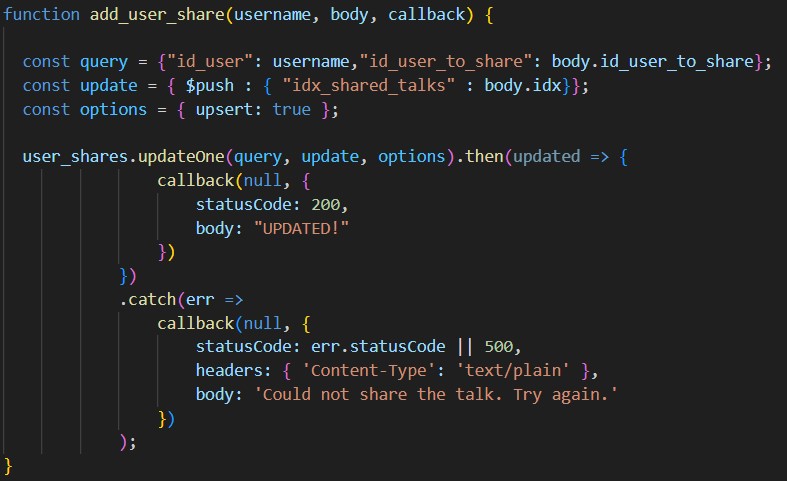 function add_user_share(username, body, callback) {
const query = {"id_user": username,"id_user_to_share": body.id_user_to_share};
const update = { $push : { "idx_shared_talks" : body.idx}};
const options = { upsert: true };
user_shares.updateOne(query, update, options).then(updated => {
callback(null, {
statusCode: 200,
body: "UPDATED!"
})
})
.catch(err =>
callback(null, {
statusCode: err.statusCode || 500,
headers: { 'Content-Type': 'text/plain' },
body: 'Could not share the talk. Try again.'
})
);
}